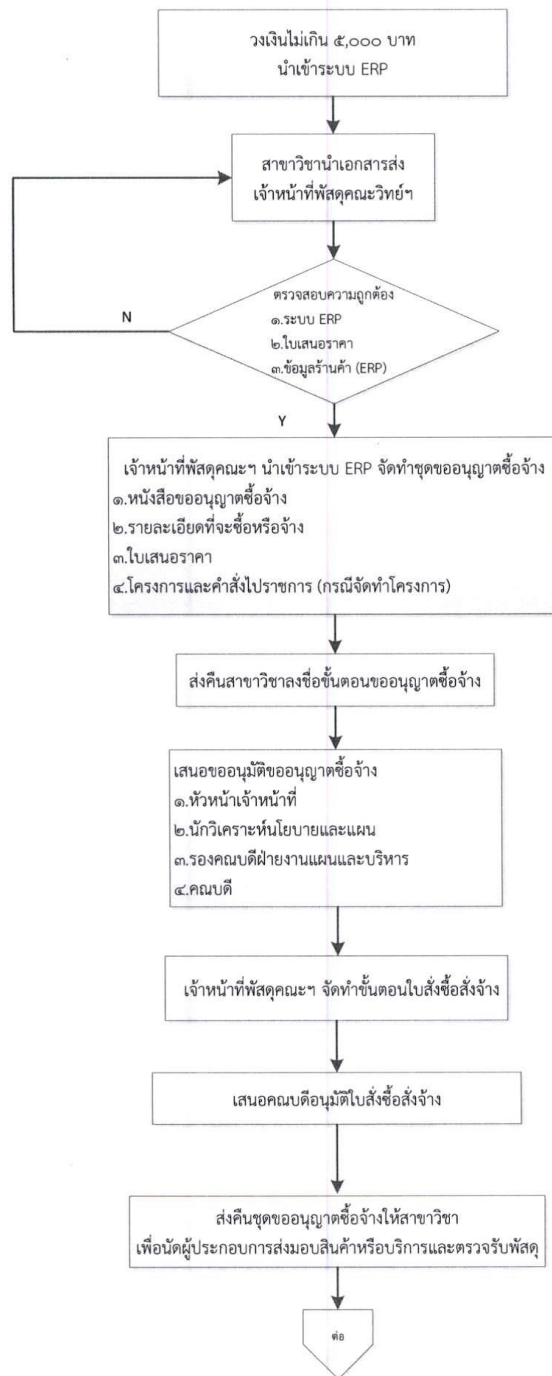 วงเงินไม่เกิน ๕,๐๐๐ บาท
นำเข้าระบบ ERP
สาขาวิชานำเอกสารส่ง
เจ้าหน้าที่พัสดุคณะวิทย์ฯ
ตรวจสอบความถูกต้อง
๑.ระบบ ERP
๒.ใบเสนอราคา
๓.ข้อมูลร้านค้า (ERP)
N
Y
เจ้าหน้าที่พัสดุคณะฯ นำเข้าระบบ ERP จัดทำชุดขออนุญาตซื้อจ้าง
๑.หนังสือขออนุญาตซื้อจ้าง
๒.รายละเอียดที่จะซื้อหรือจ้าง
๓.ใบเสนอราคา
๔.โครงการและคำสั่งไปราชการ (กรณีจัดทำโครงการ)
ส่งคืนสาขาวิชาลงชื่อขั้นตอนขออนุญาตซื้อจ้าง
เสนอขออนุมัติขออนุญาตซื้อจ้าง
๑.หัวหน้าเจ้าหน้าที่
๒.นักวิเคราะห์นโยบายและแผน
๓.รองคณบดีฝ่ายงานแผนและบริหาร
๔.คณบดี
เจ้าหน้าที่พัสดุคณะฯ จัดทำขั้นตอนใบสั่งซื้อสั่งจ้าง
เสนอคณบดีอนุมัติใบสั่งซื้อสั่งจ้าง
ส่งคืนชุดขออนุญาตซื้อจ้างให้สาขาวิชา
เพื่อนัดผู้ประกอบการส่งมอบสินค้าหรือบริการและตรวจรับพัสดุ
ต่อ